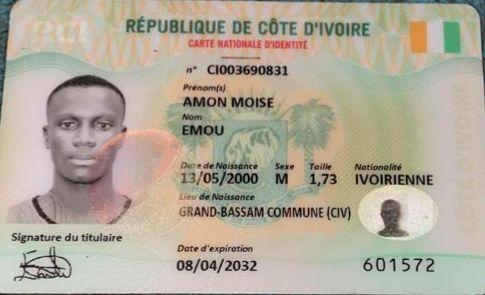 RCI
RÉPUBLIQUE DE CÔTE D'IVOIRE
CARTE NATIONALE D'IDENTITÉ
n° CI003690831
Prénom(s)
AMON MOISE
Nom
EMOU
Date de Naissance Sexe Taille Nationalité
13/05/2000 M 1,73 IVOIRIENNE
Lieu de Naissance
GRAND-BASSAM COMMUNE (CIV)
Signature du titulaire
Date d'expiration
08/04/2032
601572